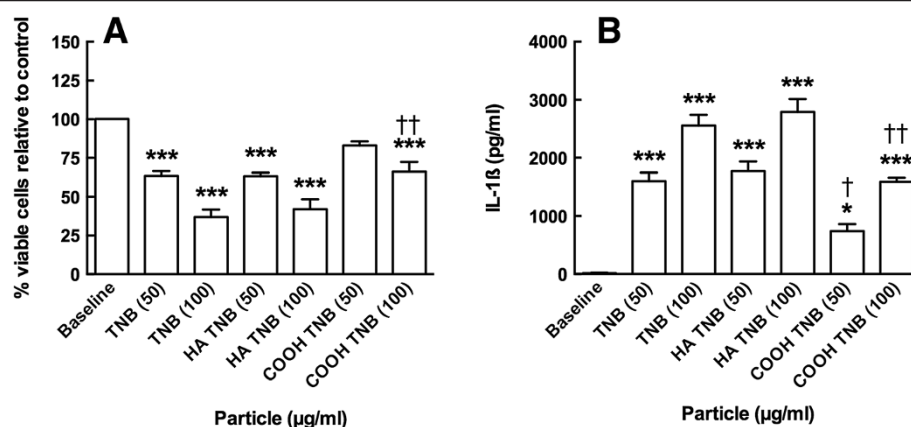 A
% viable cells relative to control
150
125
100
75
50
25
0
***
***
***
***
††
***
Baseline
TNB (50)
TNB (100)
HA TNB (50)
HA TNB (100)
COOH TNB (50)
COOH TNB (100)
Particle (µg/ml)
B
IL-1ß (pg/ml)
4000
3000
2000
1000
0
***
***
***
***
†
*
††
***
Baseline
TNB (50)
TNB (100)
HA TNB (50)
HA TNB (100)
COOH TNB (50)
COOH TNB (100)
Particle (µg/ml)